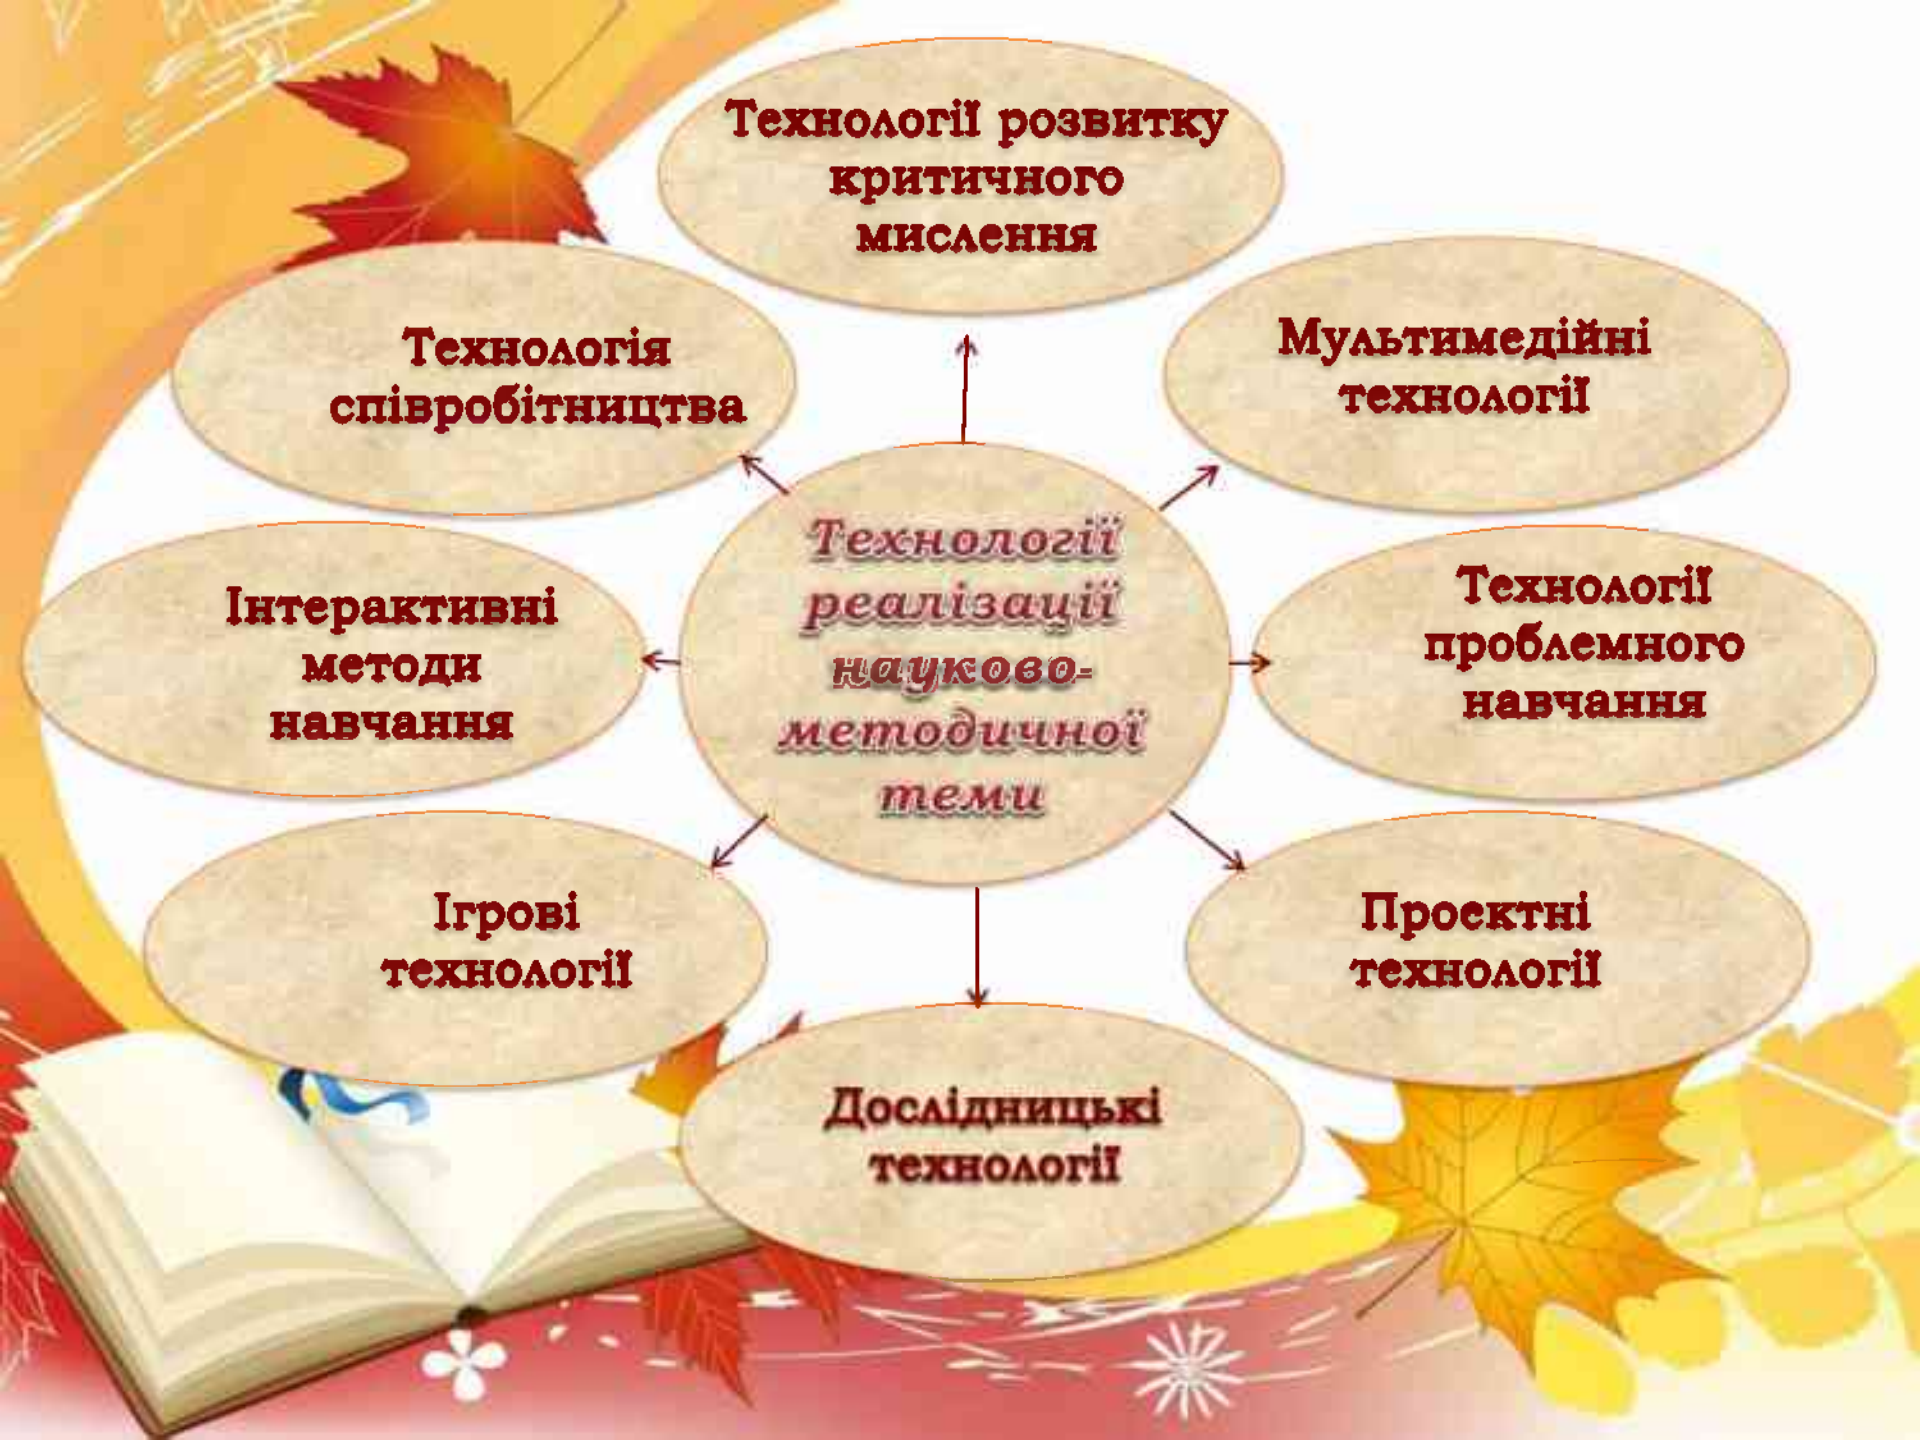 Технології розвитку
критичного
мислення
Технологія
співробітництва
Мультимедійні
технології
Технології
реалізації
науково-
методичної
теми
Інтерактивні
методи
навчання
Технології
проблемного
навчання
Ігрові
технології
Проєктні
технології
Дослідницькі
технології